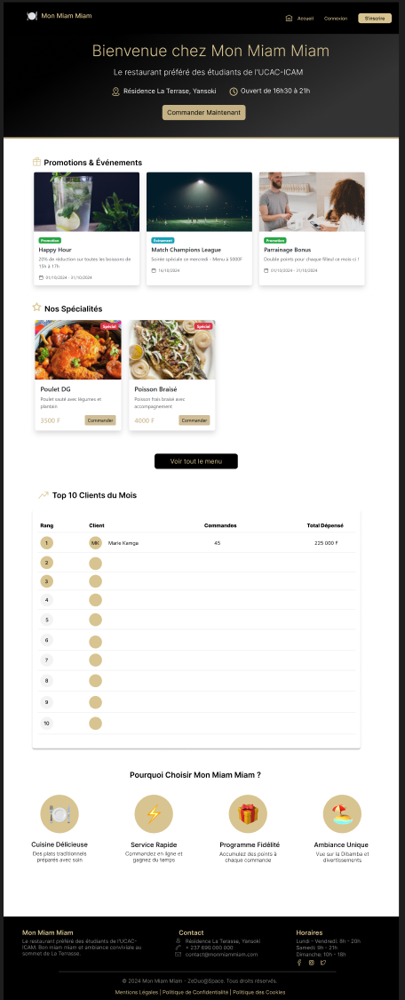 Mon Miam Miam
Accueil
Connexion
S'inscrire
Bienvenue chez Mon Miam Miam
Le restaurant préféré des étudiants de l'UCAC-ICAM
Résidence La Terrase, Yansoki
Ouvert de 16h30 à 21h
Commander Maintenant
Promotions & Événements
Promotion
Happy Hour
20% de réduction sur toutes les boissons de
15h à 17h
01/10/2024 - 31/10/2024
Événement
Match Champions League
Soirée spéciale ce mercredi - Menu à 5000F
16/10/2024
Promotion
Parrainage Bonus
Double points pour chaque filleul ce mois-ci !
01/10/2024 - 31/10/2024
Nos Spécialités
Spécial
Poulet DG
Poulet sauté avec légumes et
plantain
3500 F
Commander
Spécial
Poisson Braisé
Poisson frais braisé avec
accompagnement
4000 F
Commander
Voir tout le menu
Top 10 Clients du Mois
Rang Client Commandes Total Dépensé
1 MK Marie Kamga 45 225 000 F
2
3
4
5
6
7
8
9
10
Pourquoi Choisir Mon Miam Miam ?
Cuisine Délicieuse
Des plats traditionnels
préparés avec soin
Service Rapide
Commandez en ligne et
gagnez du temps
Programme Fidélité
Accumulez des points à
chaque commande
Ambiance Unique
Vue sur la Dibamba et
divertissements
Mon Miam Miam
Le restaurant préféré des étudiants de l'UCAC-
ICAM. Bon miam miam et ambiance conviviale au
sommet de La Terrasse.
Contact
Résidence La Terasse, Yansoki
+ 237 690 000 000
contact@monmiammiam.com
Horaires
Lundi - Vendredi: 8h - 20h
Samedi: 9h - 21h
Dimanche: 10h - 18h
© 2024 Mon Miam Miam - ZeDuc@Space. Tous droits réservés.
Mentions Légales | Politique de Confidentialité | Politique des Cookies